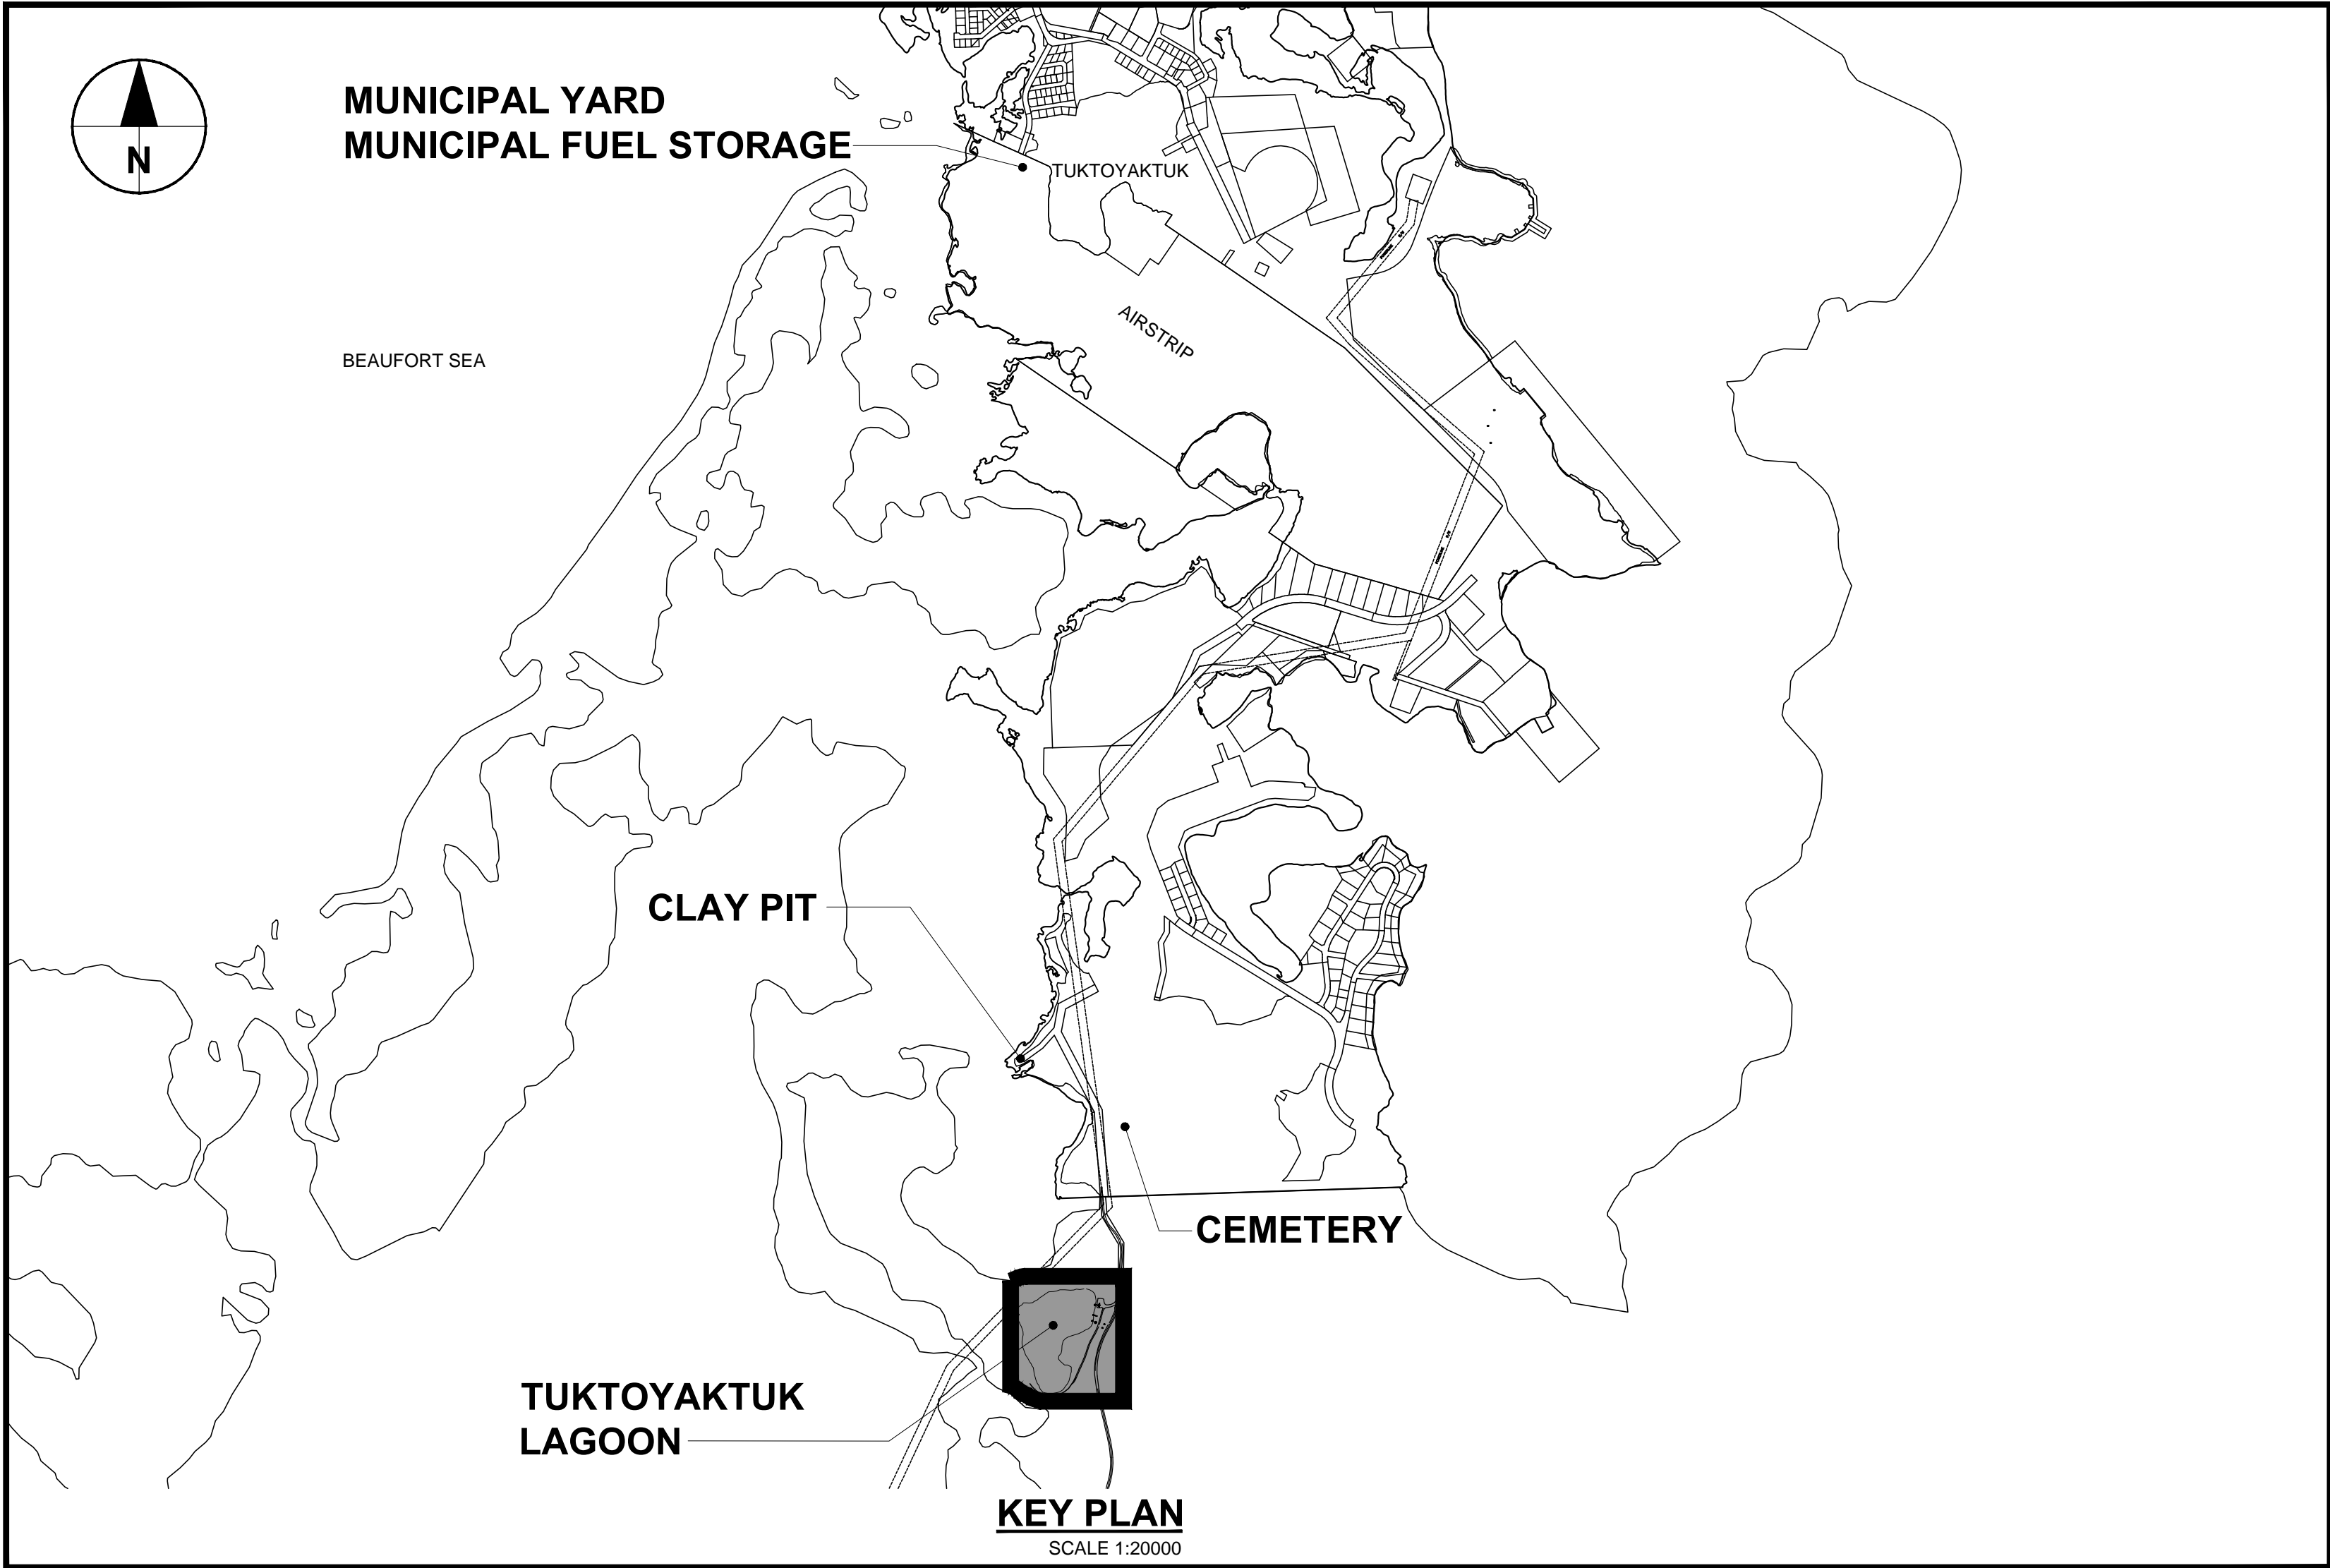 MUNICIPAL YARD
MUNICIPAL FUEL STORAGE
N
TUKTOYAKTUK
AIRSTRIP
BEAUFORT SEA
CLAY PIT
CEMETERY
TUKTOYAKTUK
LAGOON
KEY PLAN
SCALE 1:20000